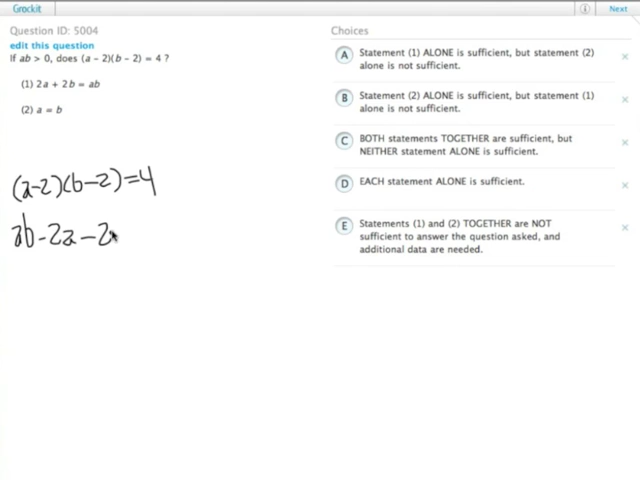 Grockit
Next
Question ID: 5004
edit this question
If ab > 0, does (a – 2)(b – 2) = 4 ?
(1) 2a + 2b = ab
(2) a = b
(a-2)(b-2)=4
ab-2a-2
Choices
A Statement (1) ALONE is sufficient, but statement (2)
alone is not sufficient.
B Statement (2) ALONE is sufficient, but statement (1)
alone is not sufficient.
C BOTH statements TOGETHER are sufficient, but
NEITHER statement ALONE is sufficient.
D EACH statement ALONE is sufficient.
E Statements (1) and (2) TOGETHER are NOT
sufficient to answer the question asked, and
additional data are needed.